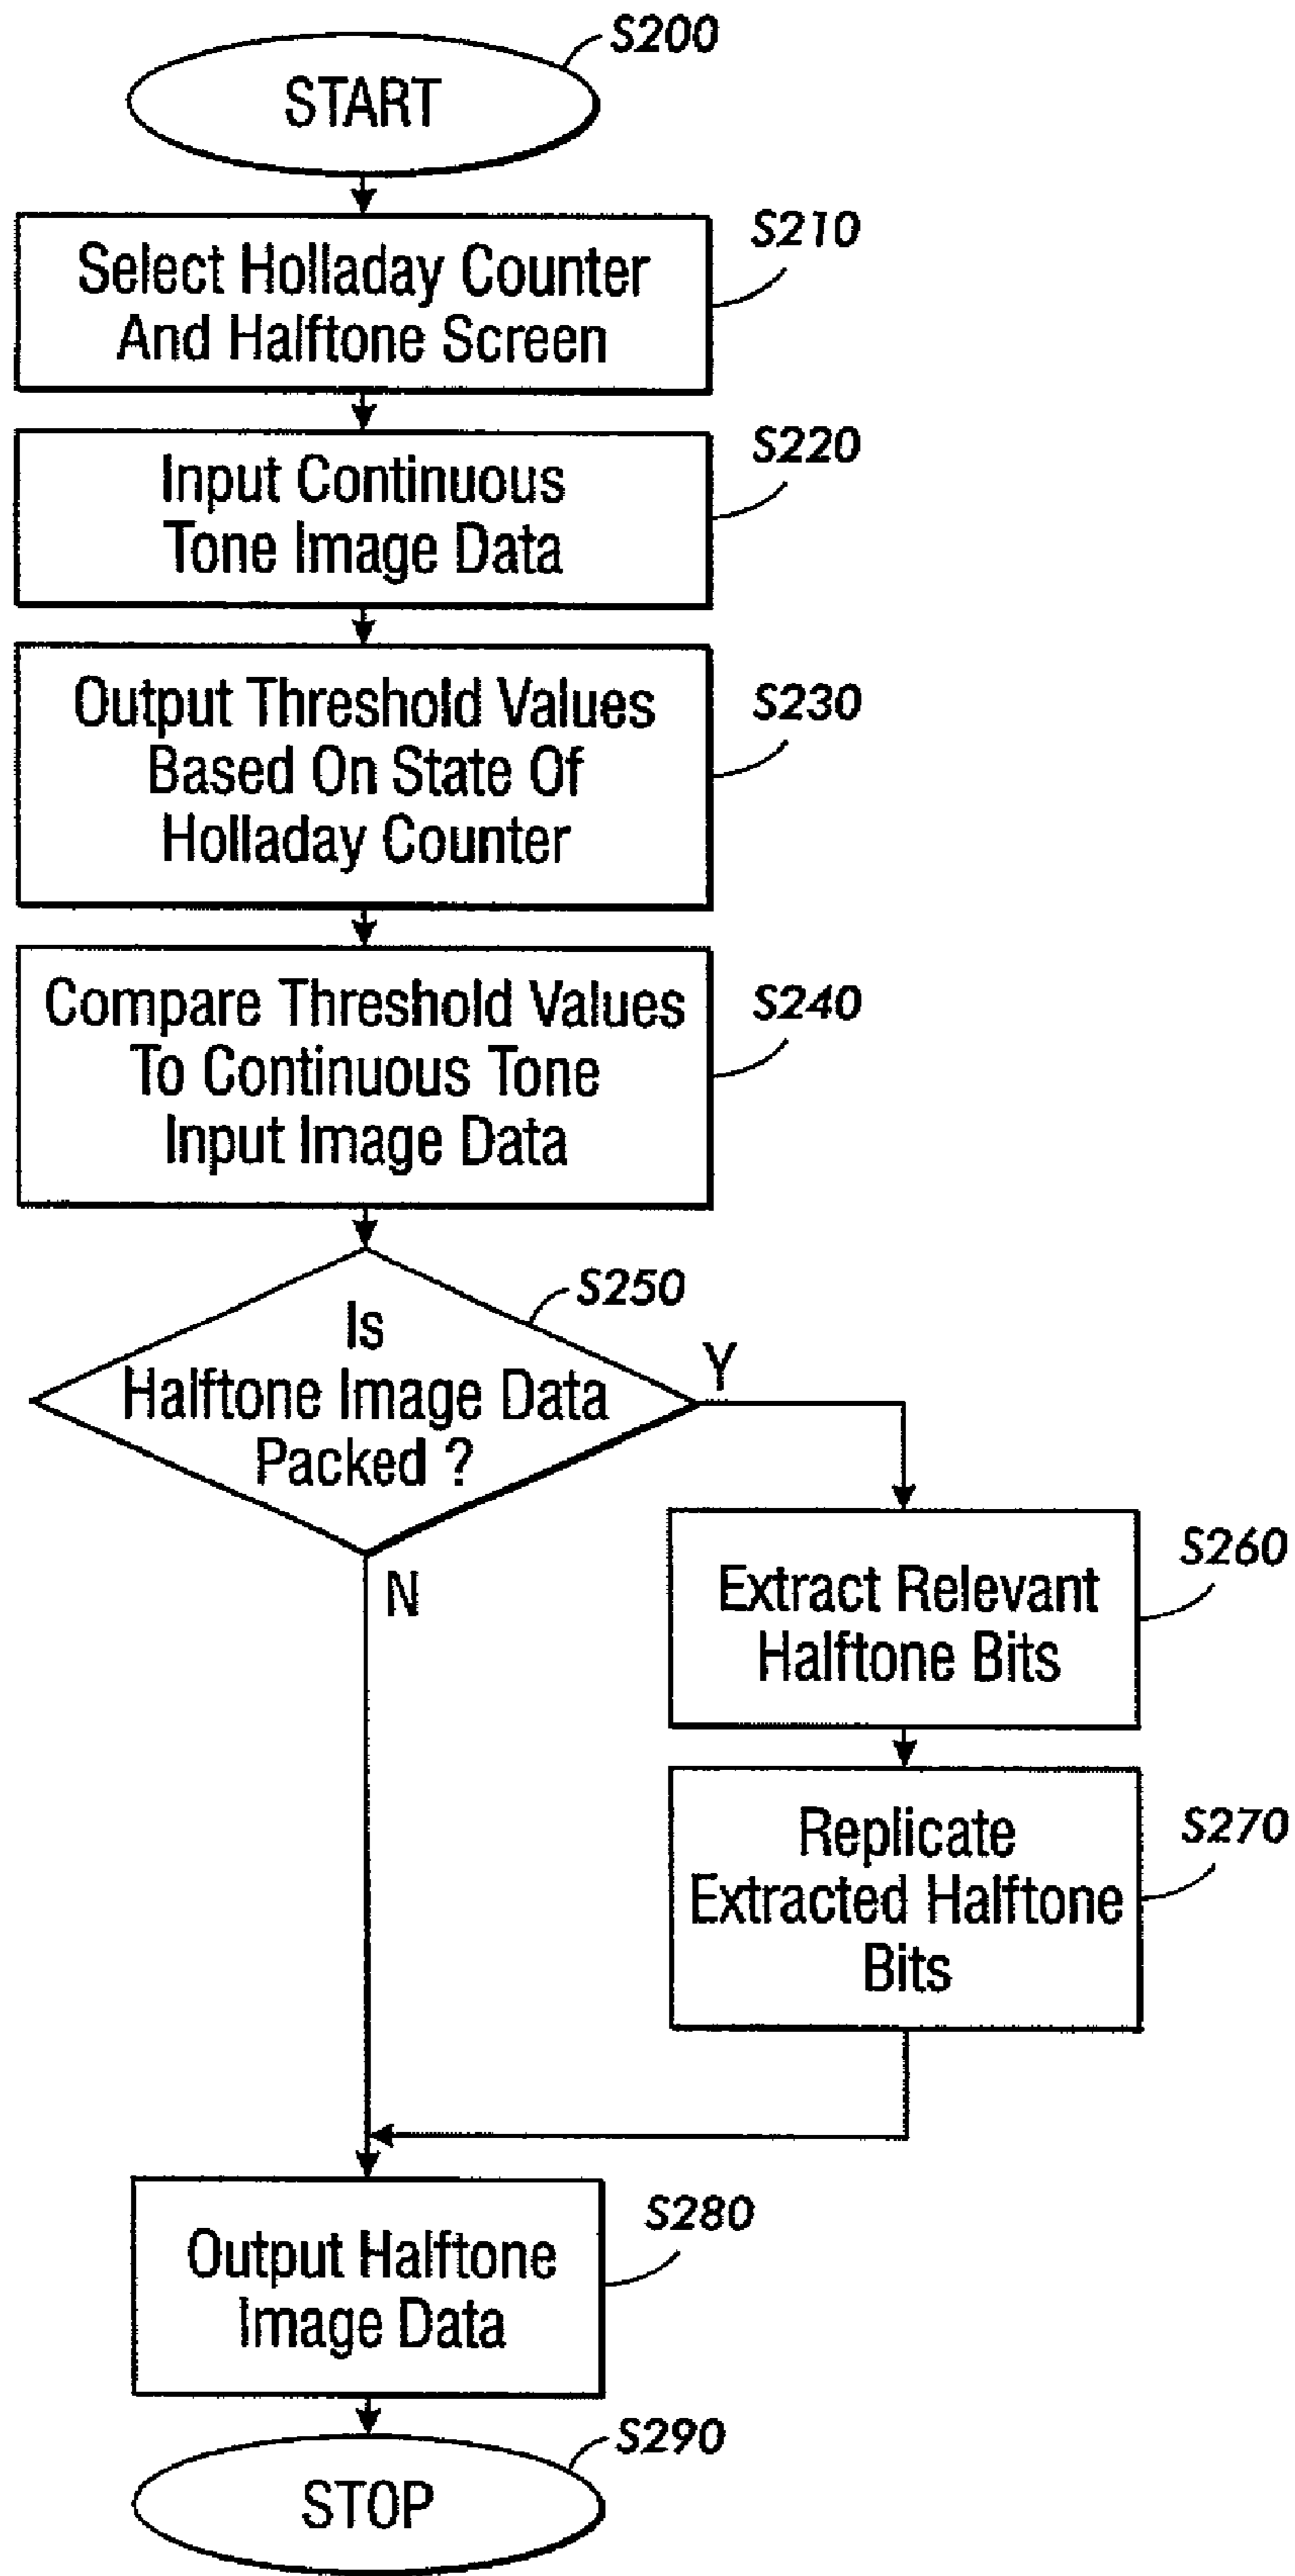 S200
START
S210
Select Holladay Counter
And Halftone Screen
S220
Input Continuous
Tone Image Data
S230
Output Threshold Values
Based On State Of
Holladay Counter
S240
Compare Threshold Values
To Continuous Tone
Input Image Data
S250
Is
Halftone Image Data
Packed ?
Y
N
S260
Extract Relevant
Halftone Bits
S270
Replicate
Extracted Halftone
Bits
S280
Output Halftone
Image Data
S290
STOP